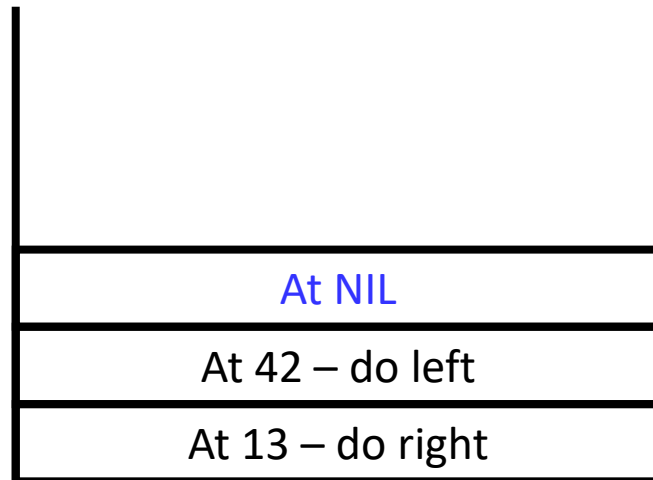 At NIL
At 42 – do left
At 13 – do right